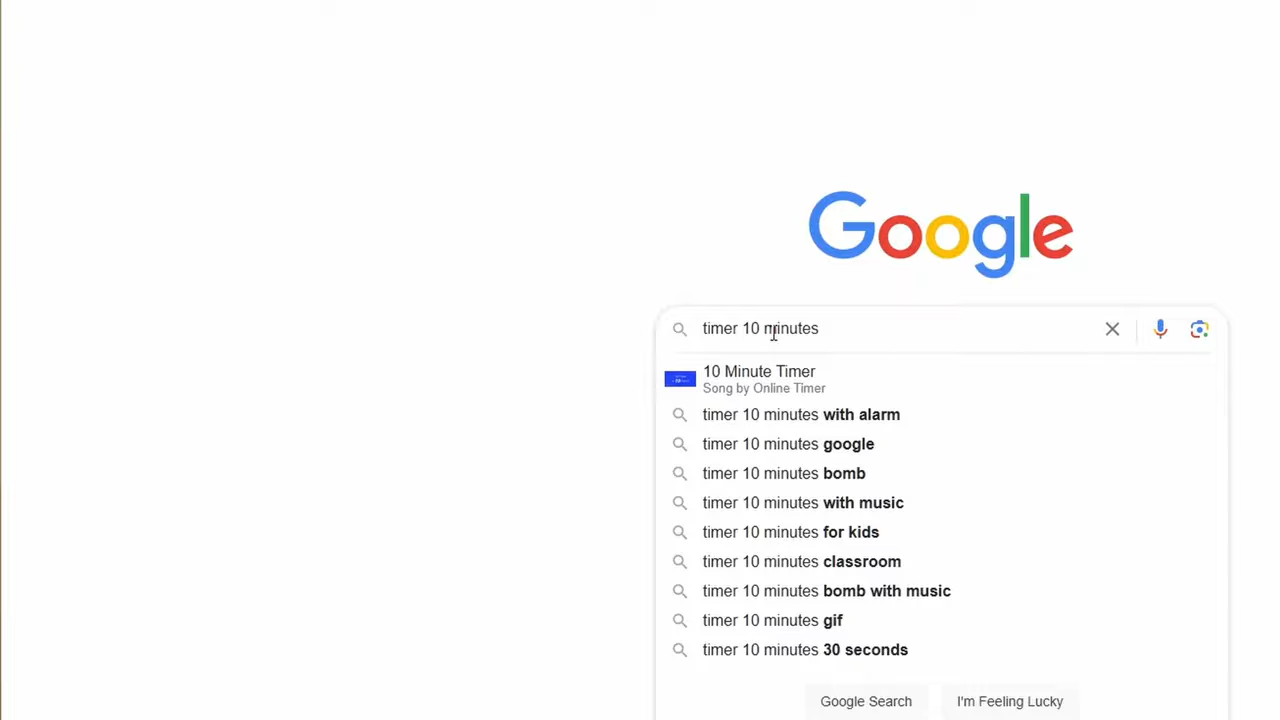 Google
timer 10 minutes
10 Minute Timer
Song by Online Timer
timer 10 minutes with alarm
timer 10 minutes google
timer 10 minutes bomb
timer 10 minutes with music
timer 10 minutes for kids
timer 10 minutes classroom
timer 10 minutes bomb with music
timer 10 minutes gif
timer 10 minutes 30 seconds
Google Search I'm Feeling Lucky